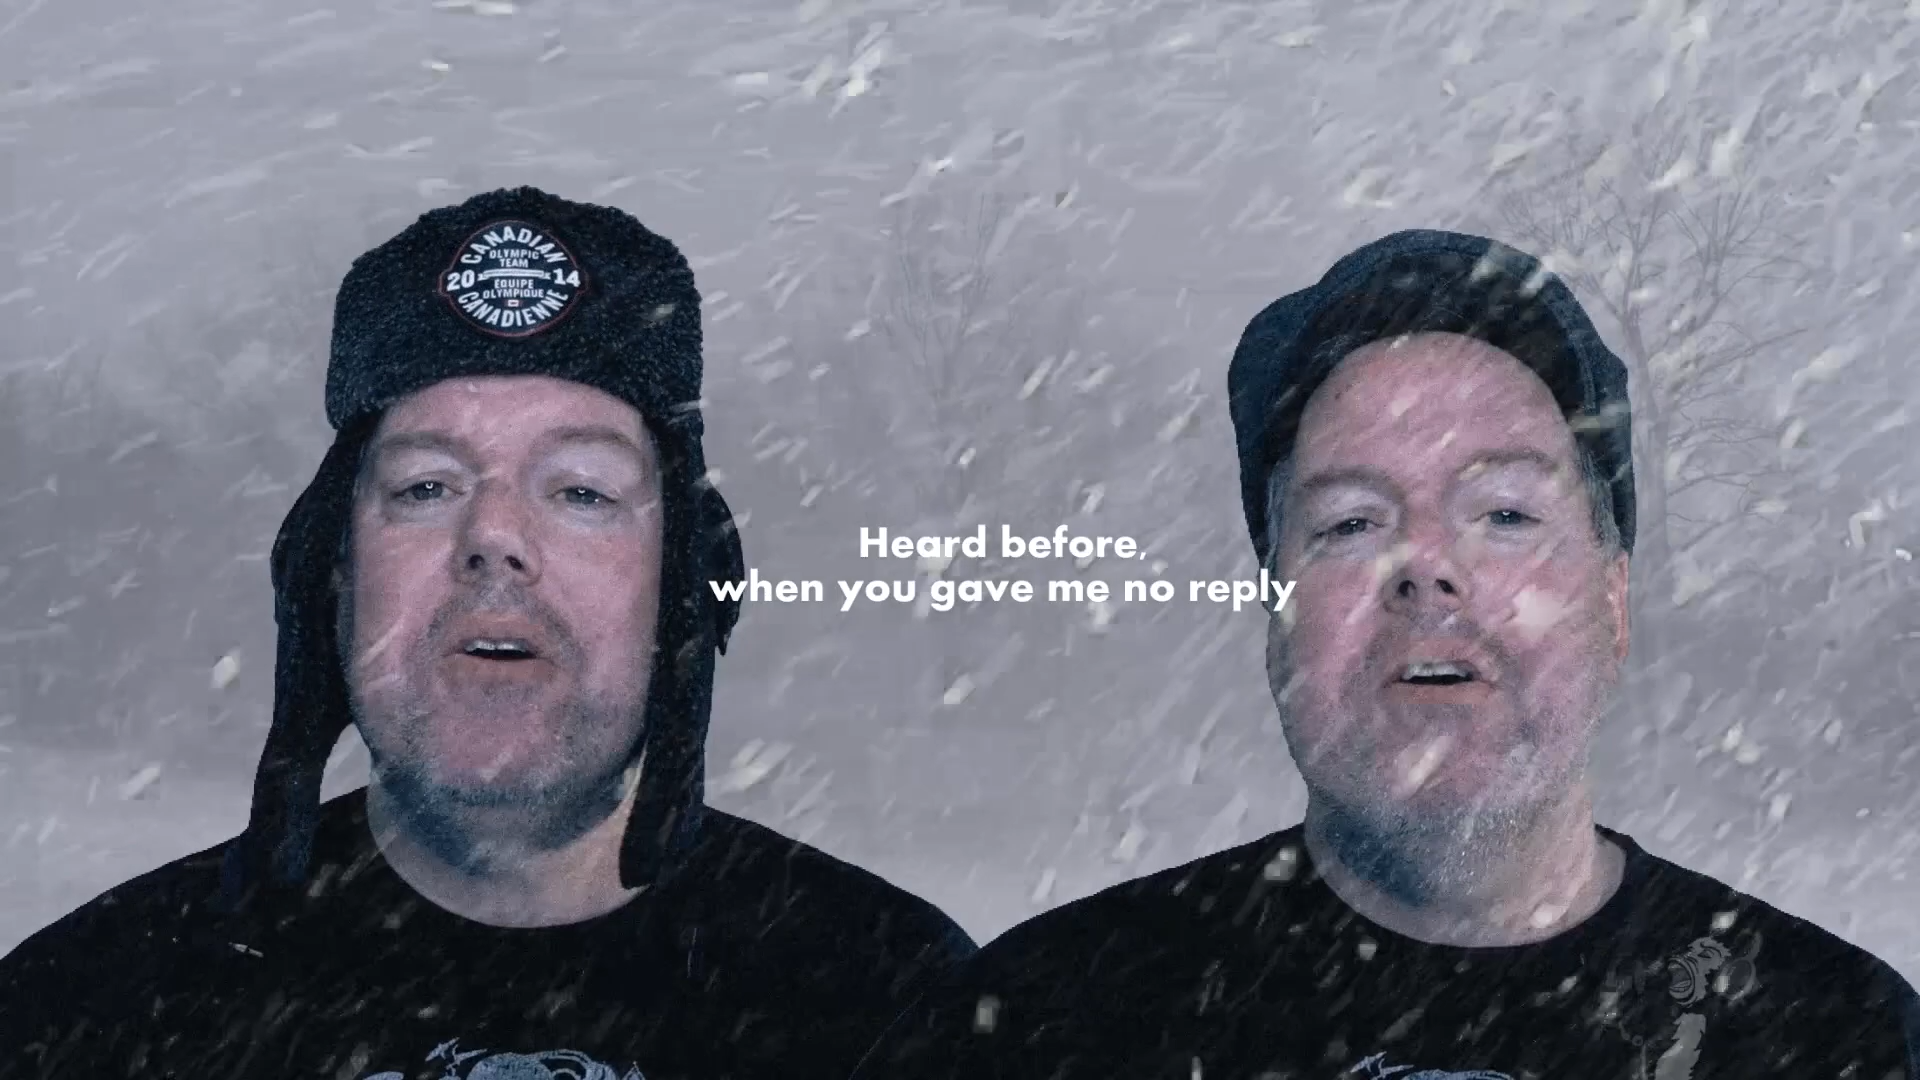 CANADIAN
OLYMPIC
TEAM
20 14
ÉQUIPE
OLYMPIQUE
CANADIENNE
Heard before,
when you gave me no reply